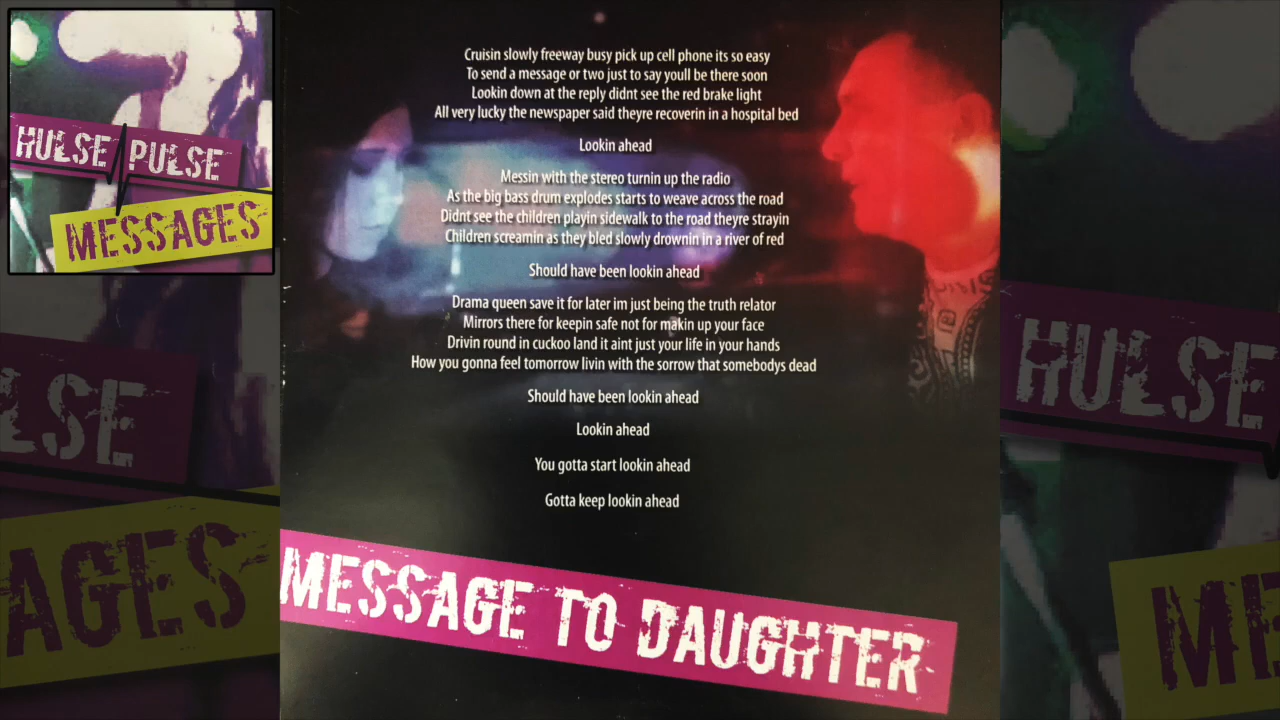 HULSE PULSE
MESSAGES
Cruisin slowly freeway busy pick up cell phone its so easy
To send a message or two just to say youll be there soon
Lookin down at the reply didnt see the red brake light
All very lucky the newspaper said theyre recoverin in a hospital bed
Lookin ahead
Messin with the stereo turnin up the radio
As the big bass drum explodes starts to weave across the road
Didnt see the children playin sidewalk to the road theyre strayin
Children screamin as they bled slowly drownin in a river of red
Should have been lookin ahead
Drama queen save it for later im just being the truth relator
Mirrors there for keepin safe not for makin up your face
Drivin round in cuckoo land it aint just your life in your hands
How you gonna feel tomorrow livin with the sorrow that somebodys dead
Should have been lookin ahead
Lookin ahead
You gotta start lookin ahead
Gotta keep lookin ahead
MESSAGE TO DAUGHTER
LSE
AGES
HULSE
ME